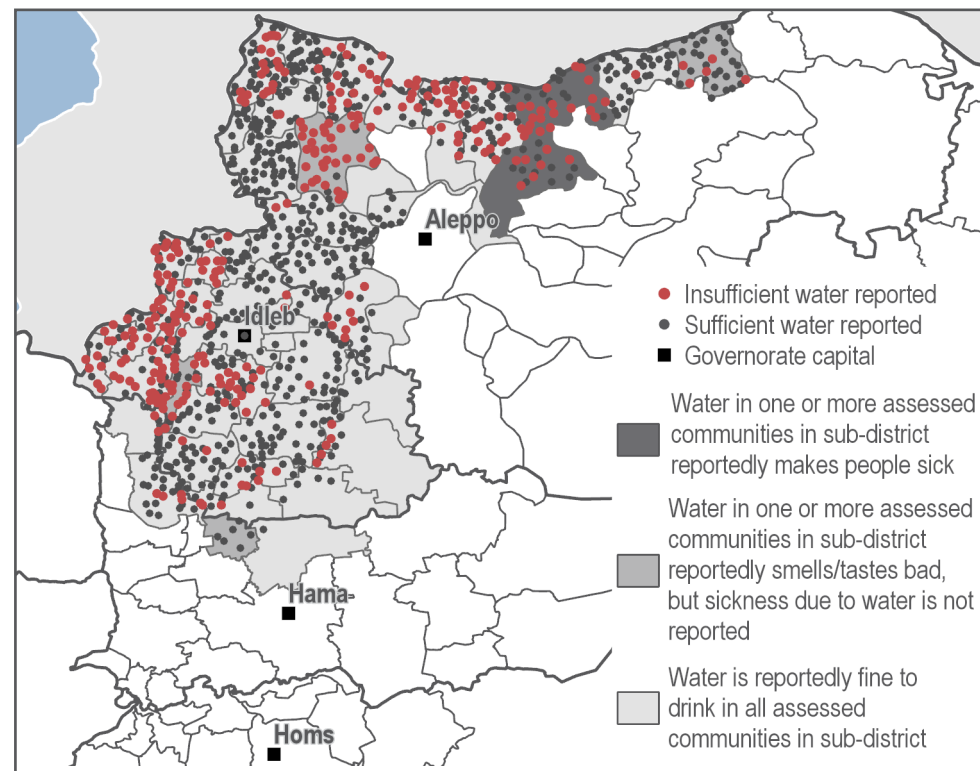 Aleppo
Idleb
Hama
Homs
Insufficient water reported
Sufficient water reported
Governorate capital
Water in one or more assessed
communities in sub-district
reportedly makes people sick
Water in one or more assessed
communities in sub-district
reportedly smells/tastes bad,
but sickness due to water is not
reported
Water is reportedly fine to
drink in all assessed
communities in sub-district